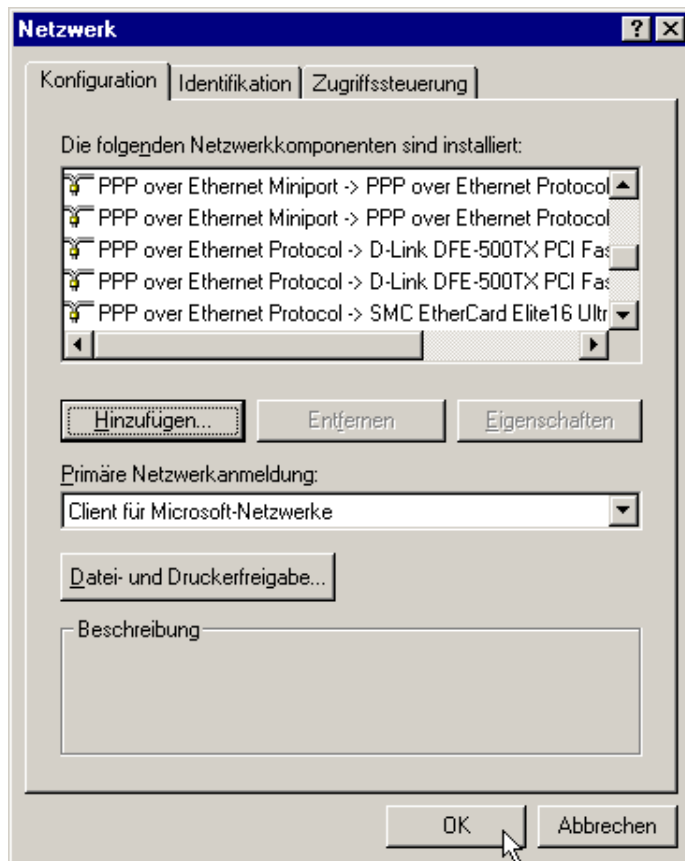 Netzwerk
Konfiguration Identifikation Zugriffssteuerung
Die folgenden Netzwerkkomponenten sind installiert:
PPP over Ethernet Miniport -> PPP over Ethernet Protocol
PPP over Ethernet Miniport -> PPP over Ethernet Protocol
PPP over Ethernet Protocol -> D-Link DFE-500TX PCI Fas
PPP over Ethernet Protocol -> D-Link DFE-500TX PCI Fas
PPP over Ethernet Protocol -> SMC EtherCard Elite16 Ultr
Hinzufügen... Entfernen Eigenschaften
Primäre Netzwerkanmeldung:
Client für Microsoft-Netzwerke
Datei- und Druckerfreigabe...
Beschreibung
OK Abbrechen